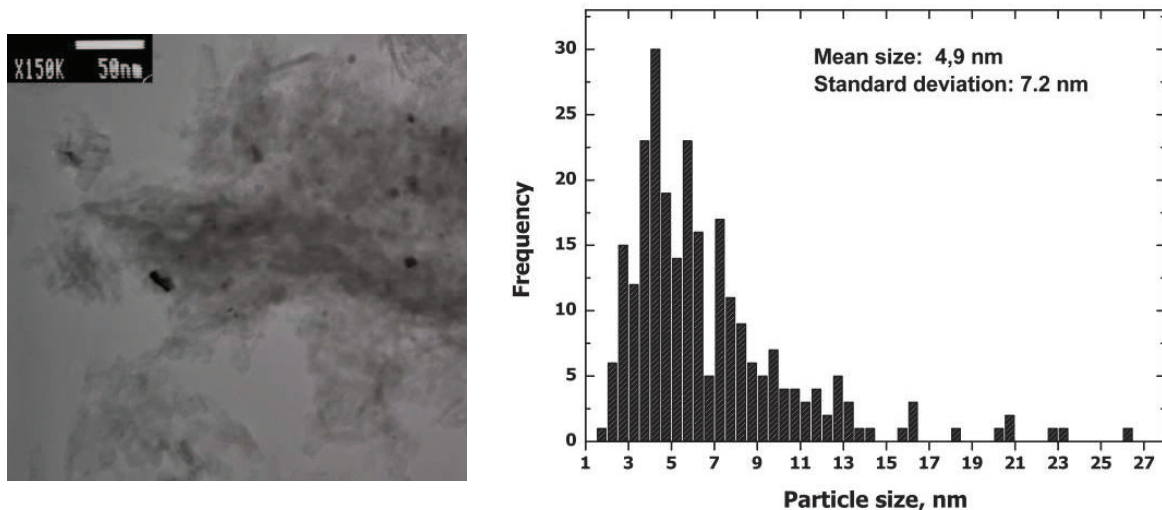 X150K 50nm
Mean size: 4,9 nm
Standard deviation: 7.2 nm
30
25
20
15
10
5
0
Frequency
1 3 5 7 9 11 13 15 17 19 21 23 25 27
Particle size, nm